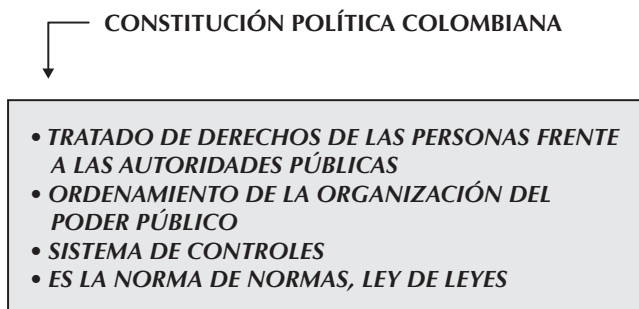 CONSTITUCIÓN POLÍTICA COLOMBIANA
• TRATADO DE DERECHOS DE LAS PERSONAS FRENTE
A LAS AUTORIDADES PÚBLICAS
• ORDENAMIENTO DE LA ORGANIZACIÓN DEL
PODER PÚBLICO
• SISTEMA DE CONTROLES
• ES LA NORMA DE NORMAS, LEY DE LEYES